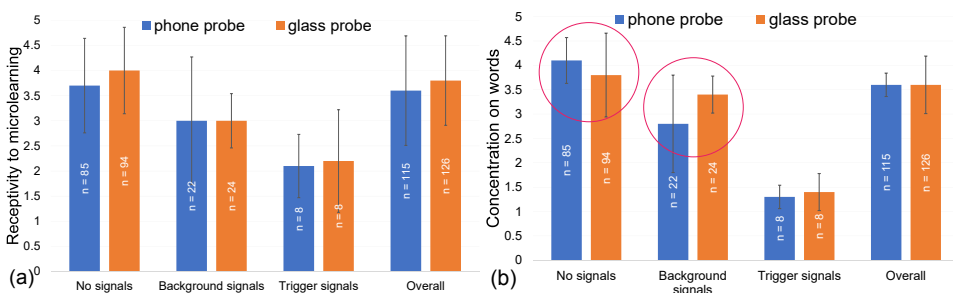 phone probe glass probe
Receptivity to microlearning
5
4.5
4
3.5
3
2.5
2
1.5
1
0.5
0
n = 85
n = 94
n = 22
n = 24
n = 8
n = 8
n = 115
n = 126
No signals Background signals Trigger signals Overall
(a)
phone probe glass probe
Concentration on words
4.5
4
3.5
3
2.5
2
1.5
1
0.5
0
n = 85
n = 94
n = 22
n = 24
n = 8
n = 8
n = 115
n = 126
No signals Background Trigger signals Overall
signals
(b)